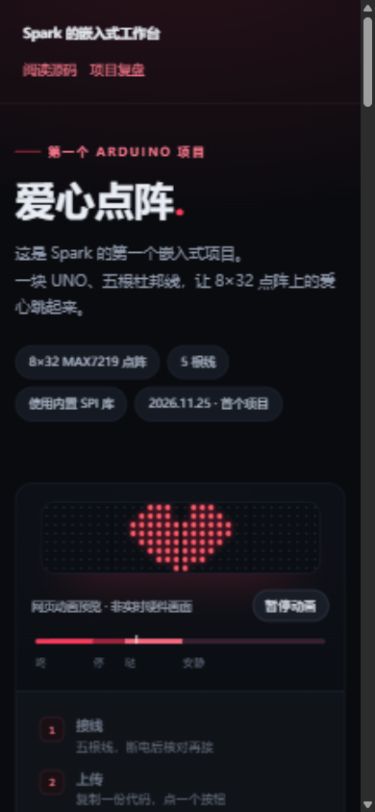 Spark 的嵌入式工作台
阅读源码 项目复盘
第一个 ARDUINO 项目
爱心点阵.
这是 Spark 的第一个嵌入式项目。
一块 UNO、五根杜邦线，让 8×32 点阵上的爱
心跳起来。
8×32 MAX7219 点阵
5 根线
使用内置 SPI 库
2026.11.25 · 首个项目
网页动画预览 · 非实时硬件画面
暂停动画
停
安静
1 接线
五根线，断电后核对再接
2 上传
复制一份代码，点一个按钮